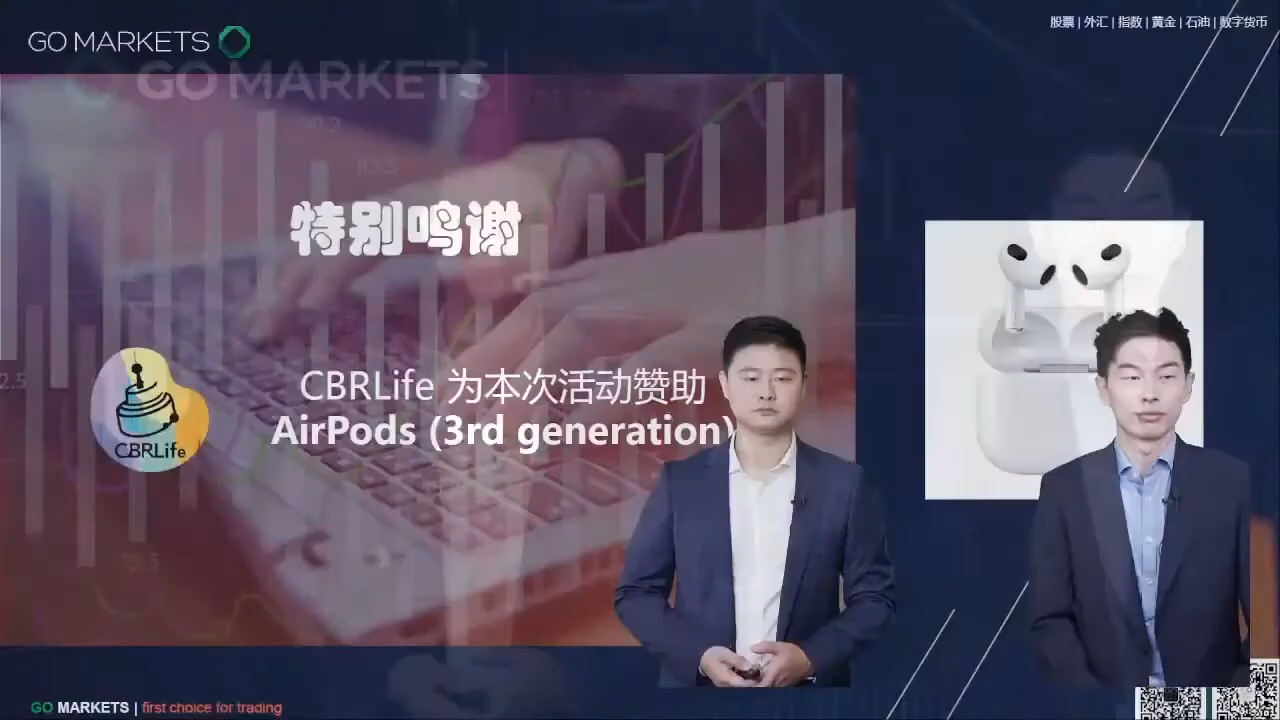 GO MARKETS
股票 | 外汇 | 指数 | 黄金 | 石油 | 数字货币
GO MARKETS
特别鸣谢
CBRLife 为本次活动赞助
AirPods (3rd generation)
CBRLife
GO MARKETS | first choice for trading